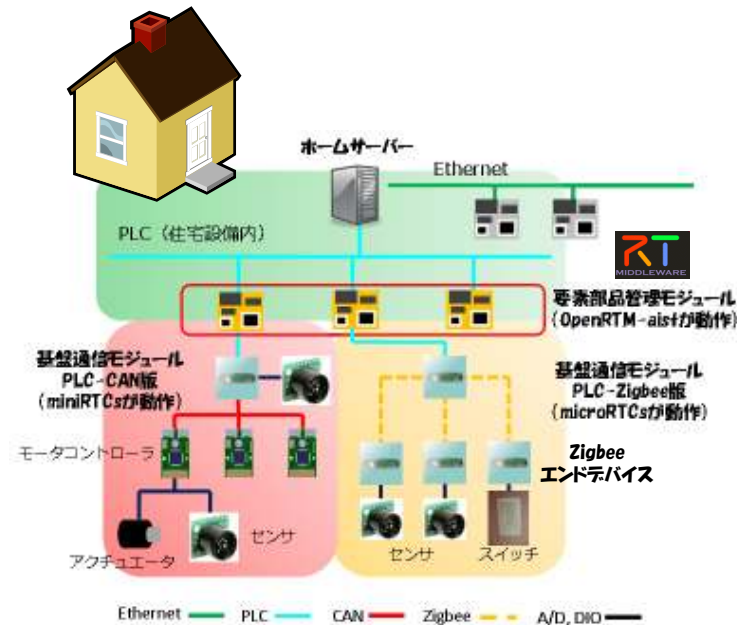 ホームサーバー
Ethernet
PLC（住宅設備内）
RT
MIDDLEWARE
要素部品管理モジュール
（OpenRTM-aistが動作）
基盤通信モジュール
PLC-CAN版
（miniRTCsが動作）
基盤通信モジュール
PLC-Zigbee版
（microRTCsが動作）
モータコントローラ
Zigbee
エンドデバイス
センサ
アクチュエータ
センサ
スイッチ
Ethernet PLC CAN Zigbee A/D, DIO